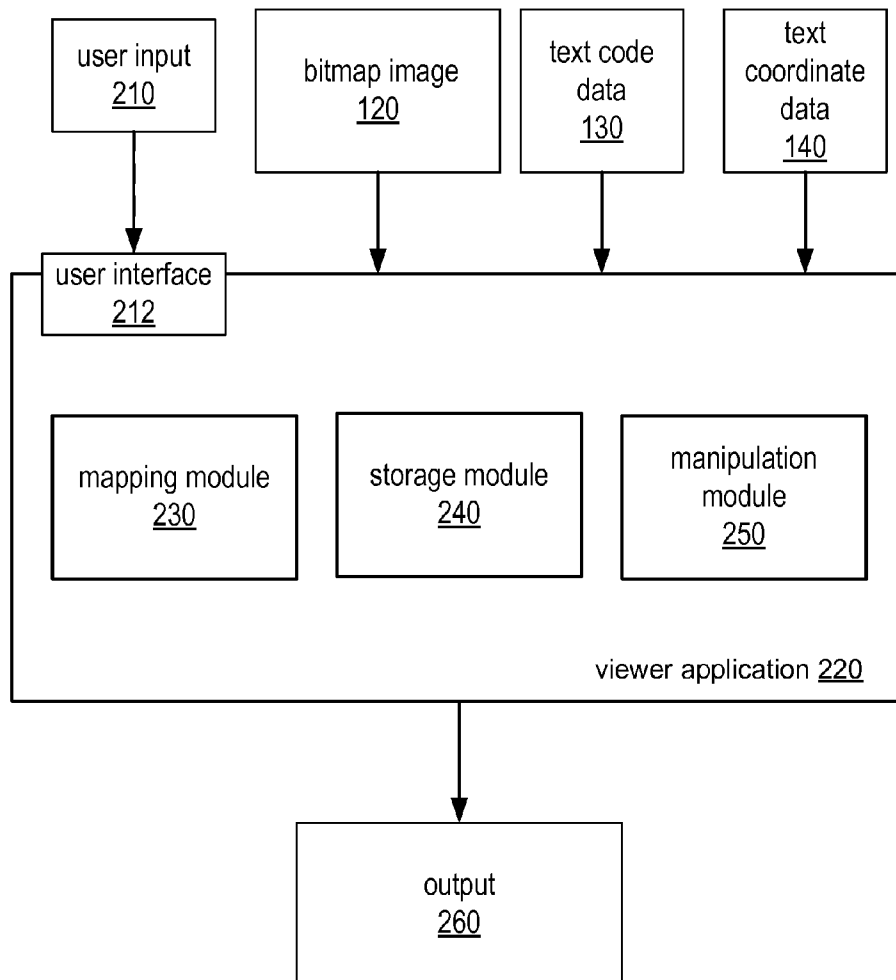 user input
210
bitmap image
120
text code
data
130
text
coordinate
data
140
user interface
212
mapping module
230
storage module
240
manipulation
module
250
viewer application 220
output
260